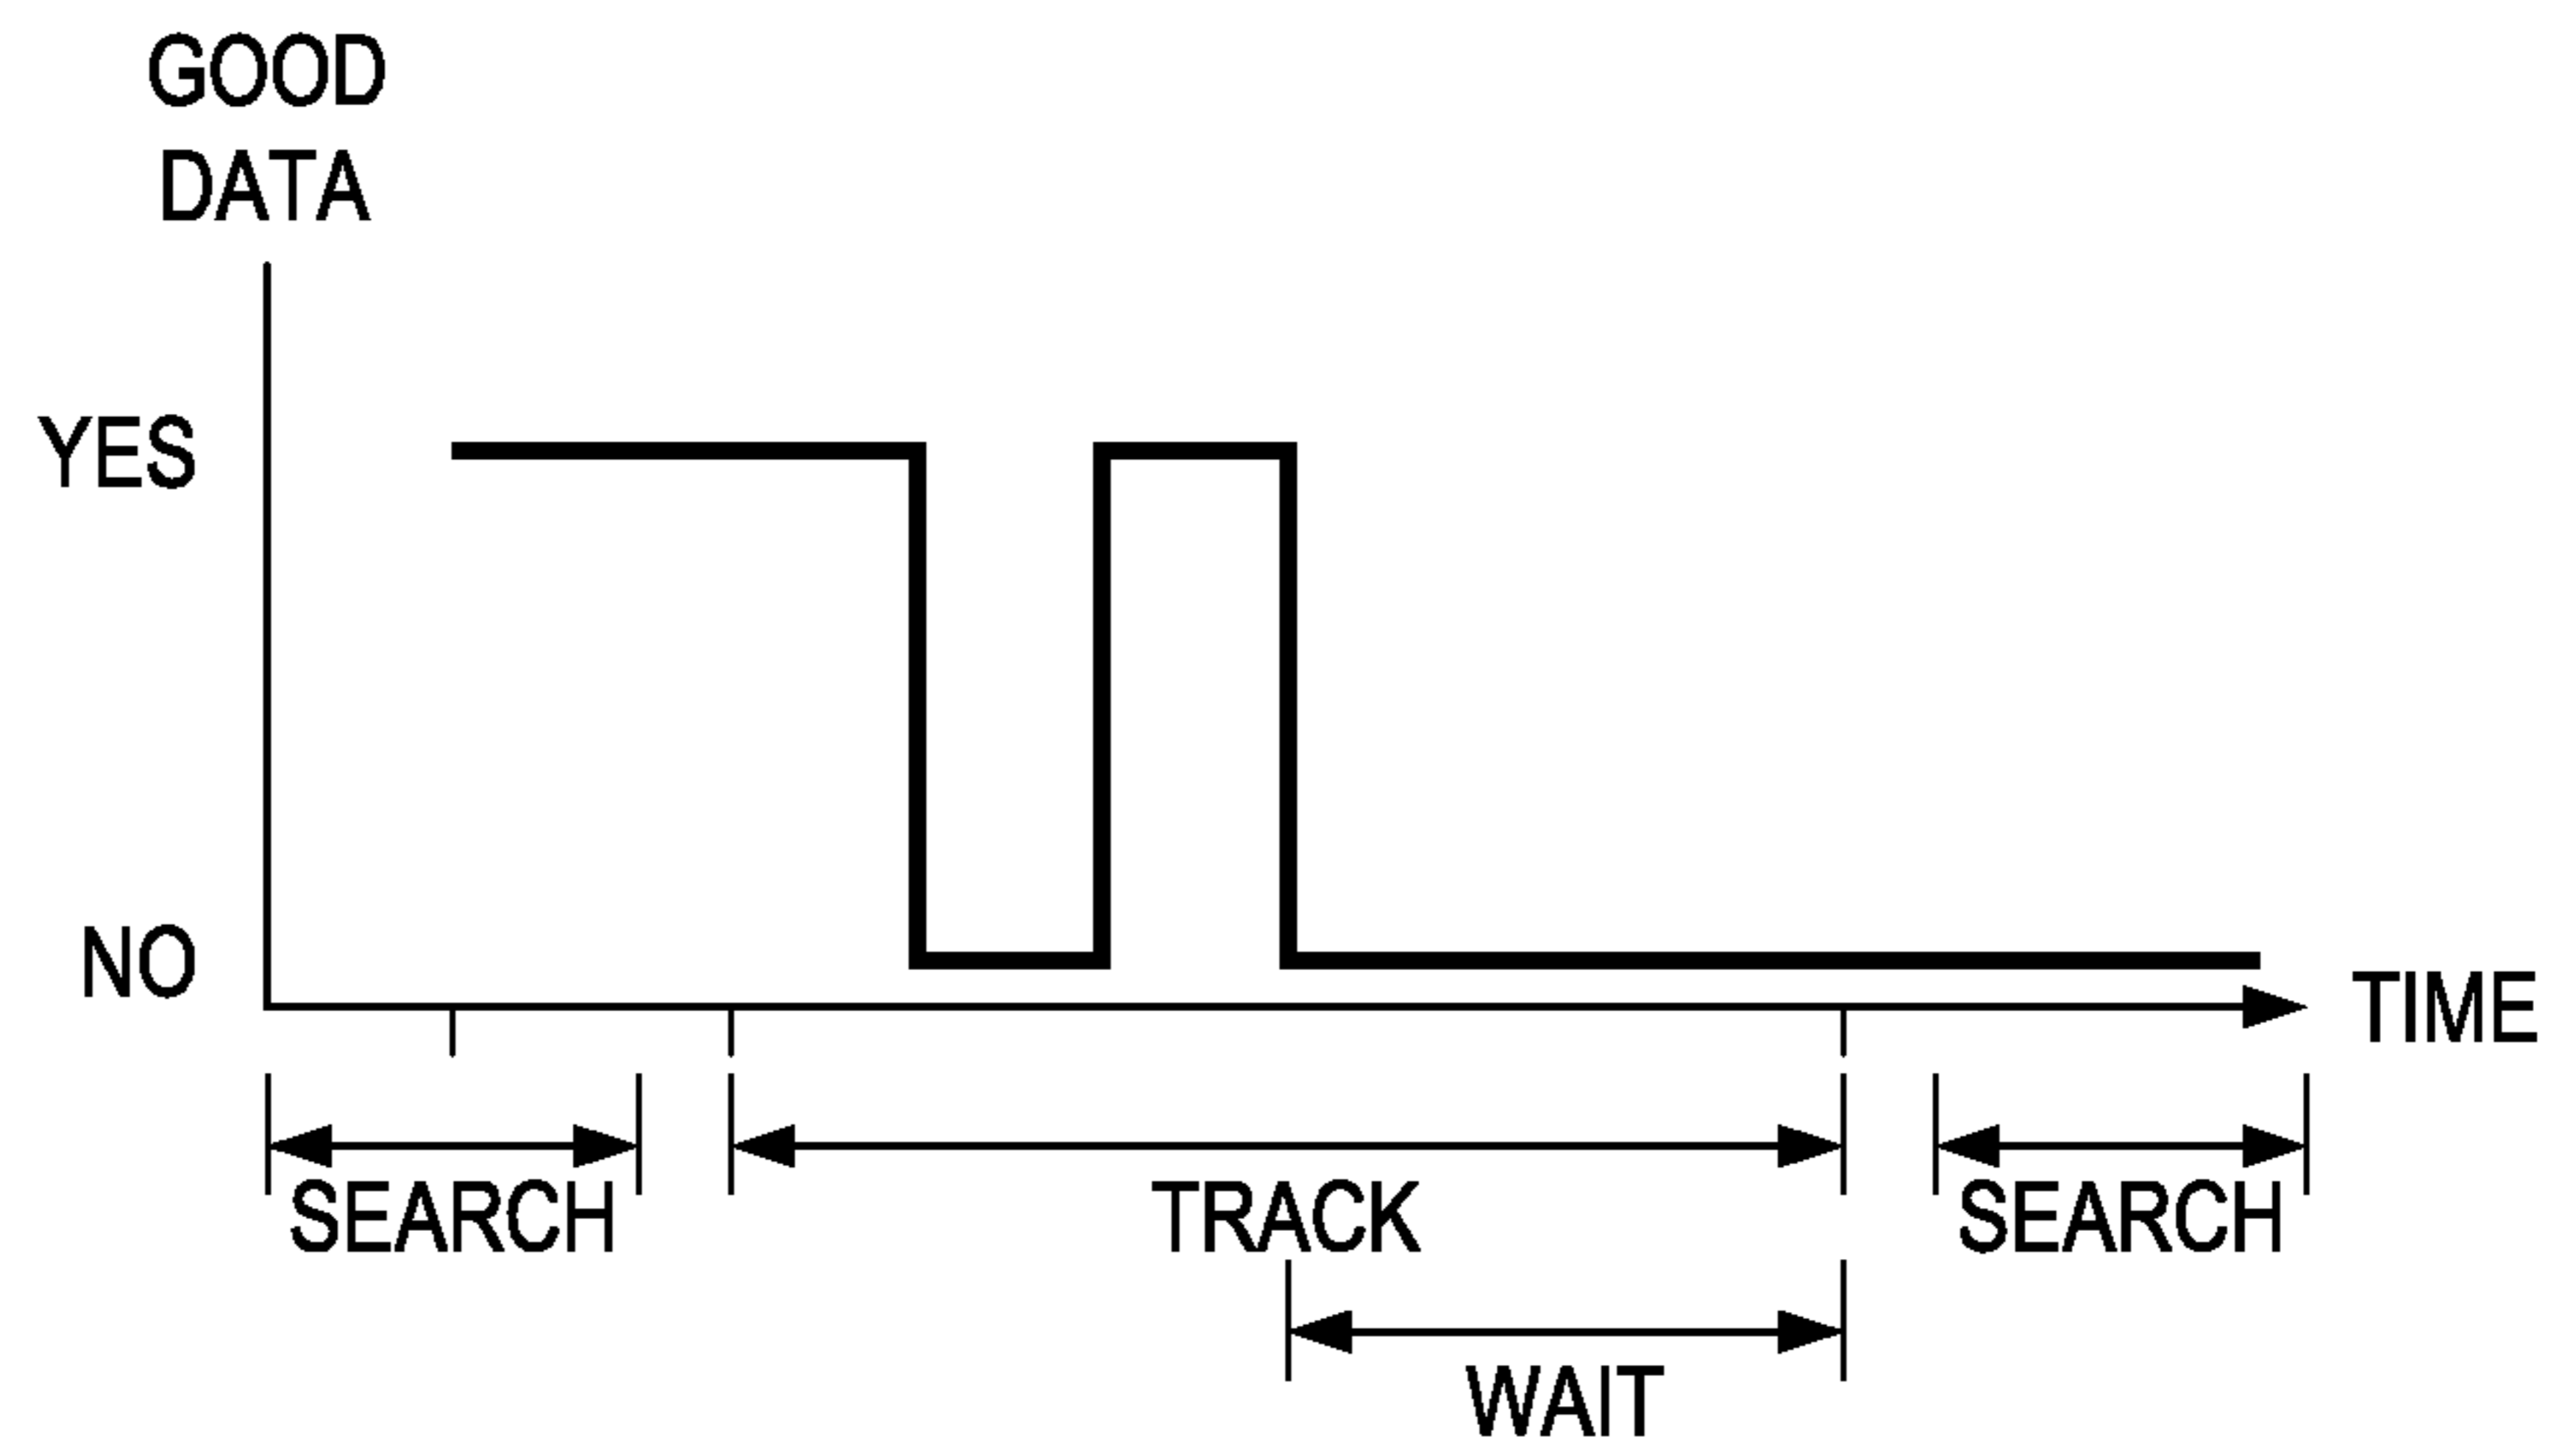 GOOD
DATA
YES
NO
TIME
SEARCH
TRACK
SEARCH
WAIT